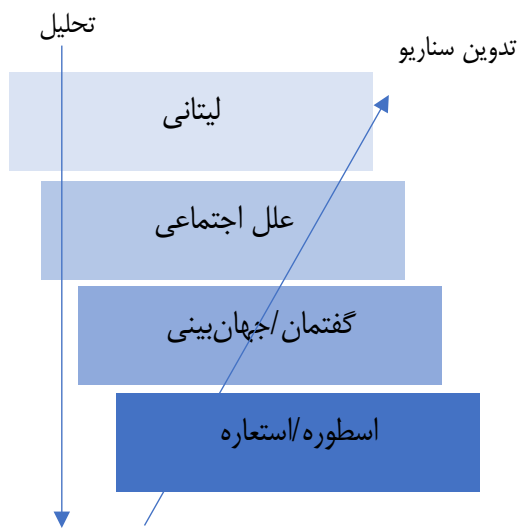 تحلیل
تدوین سناریو
لیتانی
علل اجتماعی
گفتمان/جهان‌بینی
اسطوره/استعاره